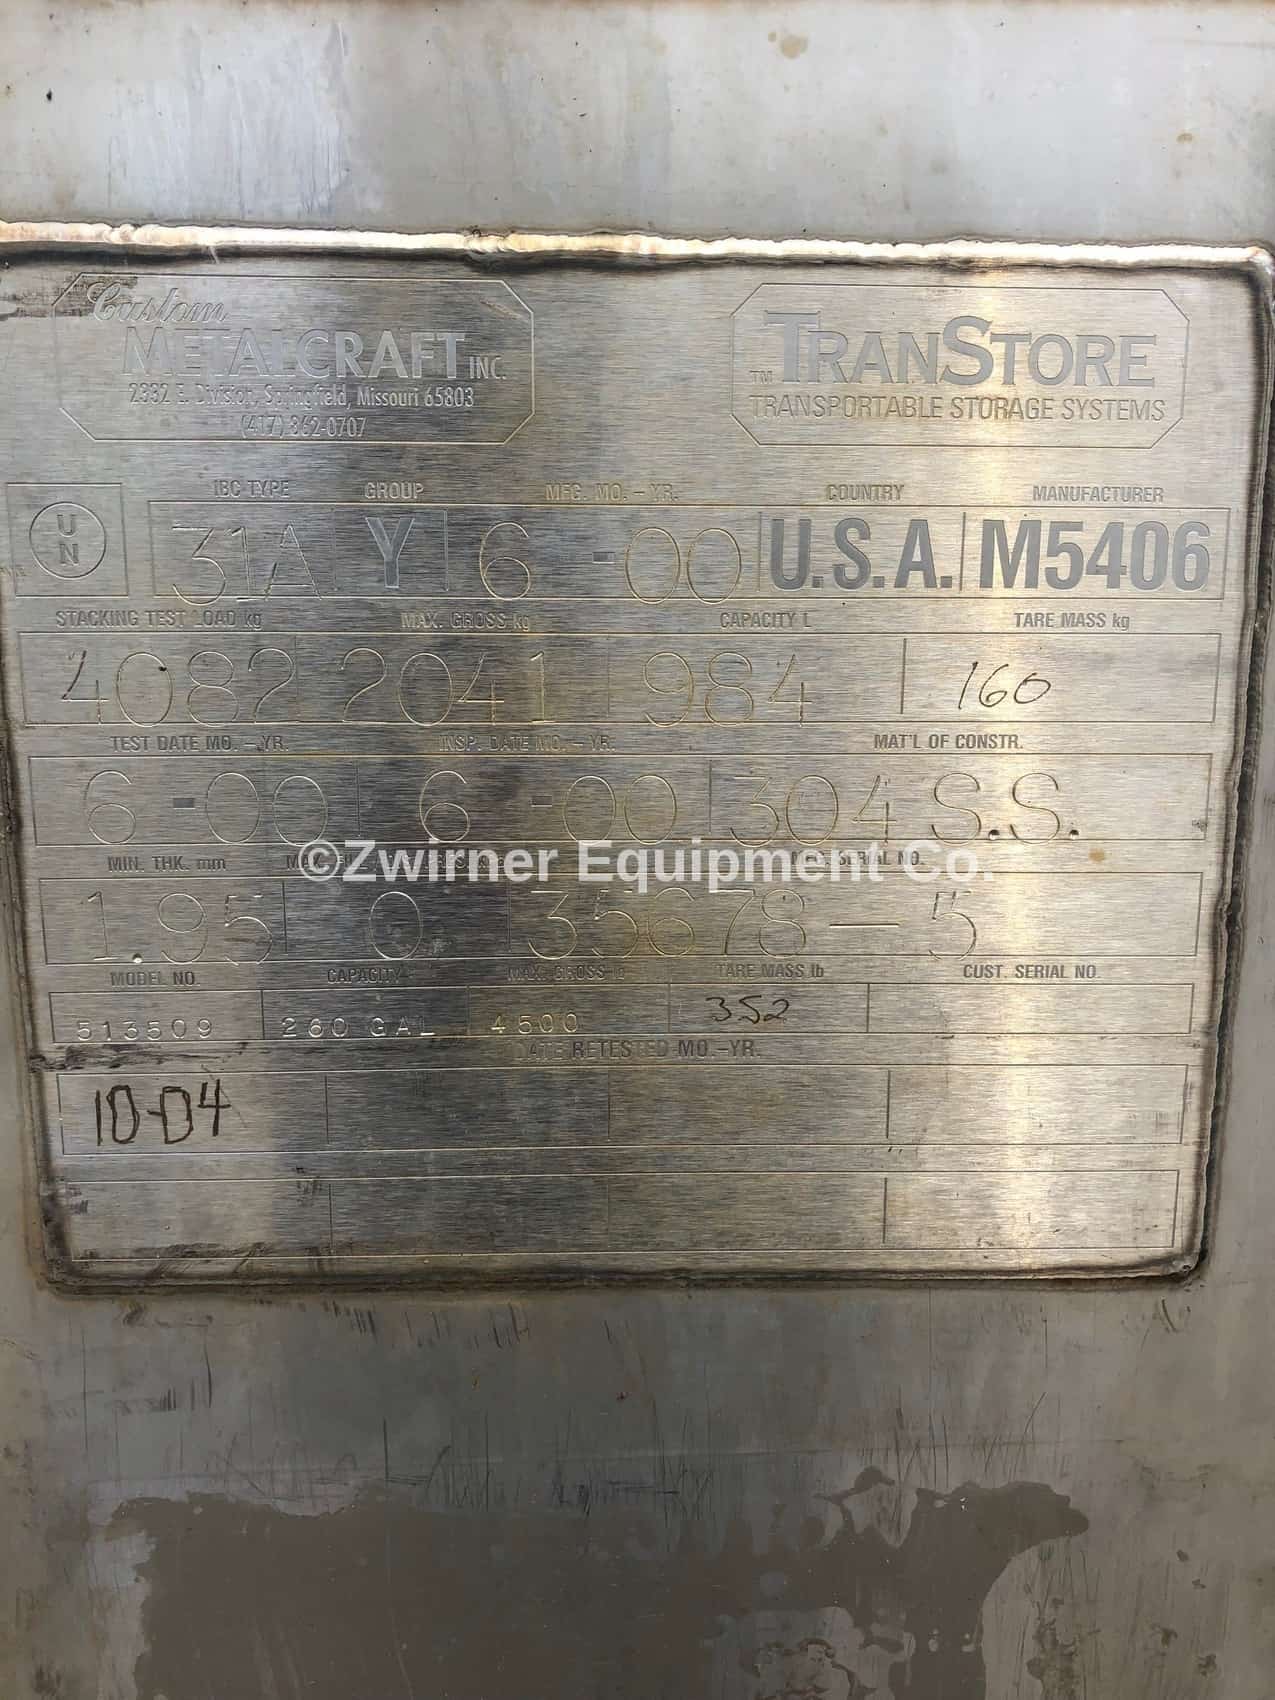 Custom
METALCRAFT INC.
2332 E. Division, Springfield, Missouri 65803
(417) 862-0707
TRANSTORE
TM TRANSPORTABLE STORAGE SYSTEMS
IBC TYPE GROUP MFG. MO. – YR. COUNTRY MANUFACTURER
UN 31A Y 6 - 00 U.S.A. M5406
STACKING TEST LOAD kg MAX. GROSS kg CAPACITY L TARE MASS kg
4082 2041 984 160
TEST DATE MO. – YR. INSP. DATE MO. – YR. MAT'L OF CONSTR.
6-00 6 -00 304 S.S.
MIN. THK. mm SERIAL NO.
©Zwirner Equipment Co.
1.95 0 35678-5
MODEL NO. CAPACITY MAX. GROSS lb TARE MASS lb CUST. SERIAL NO.
513509 260 GAL 4500 352
DATE RETESTED MO.–YR.
10-04